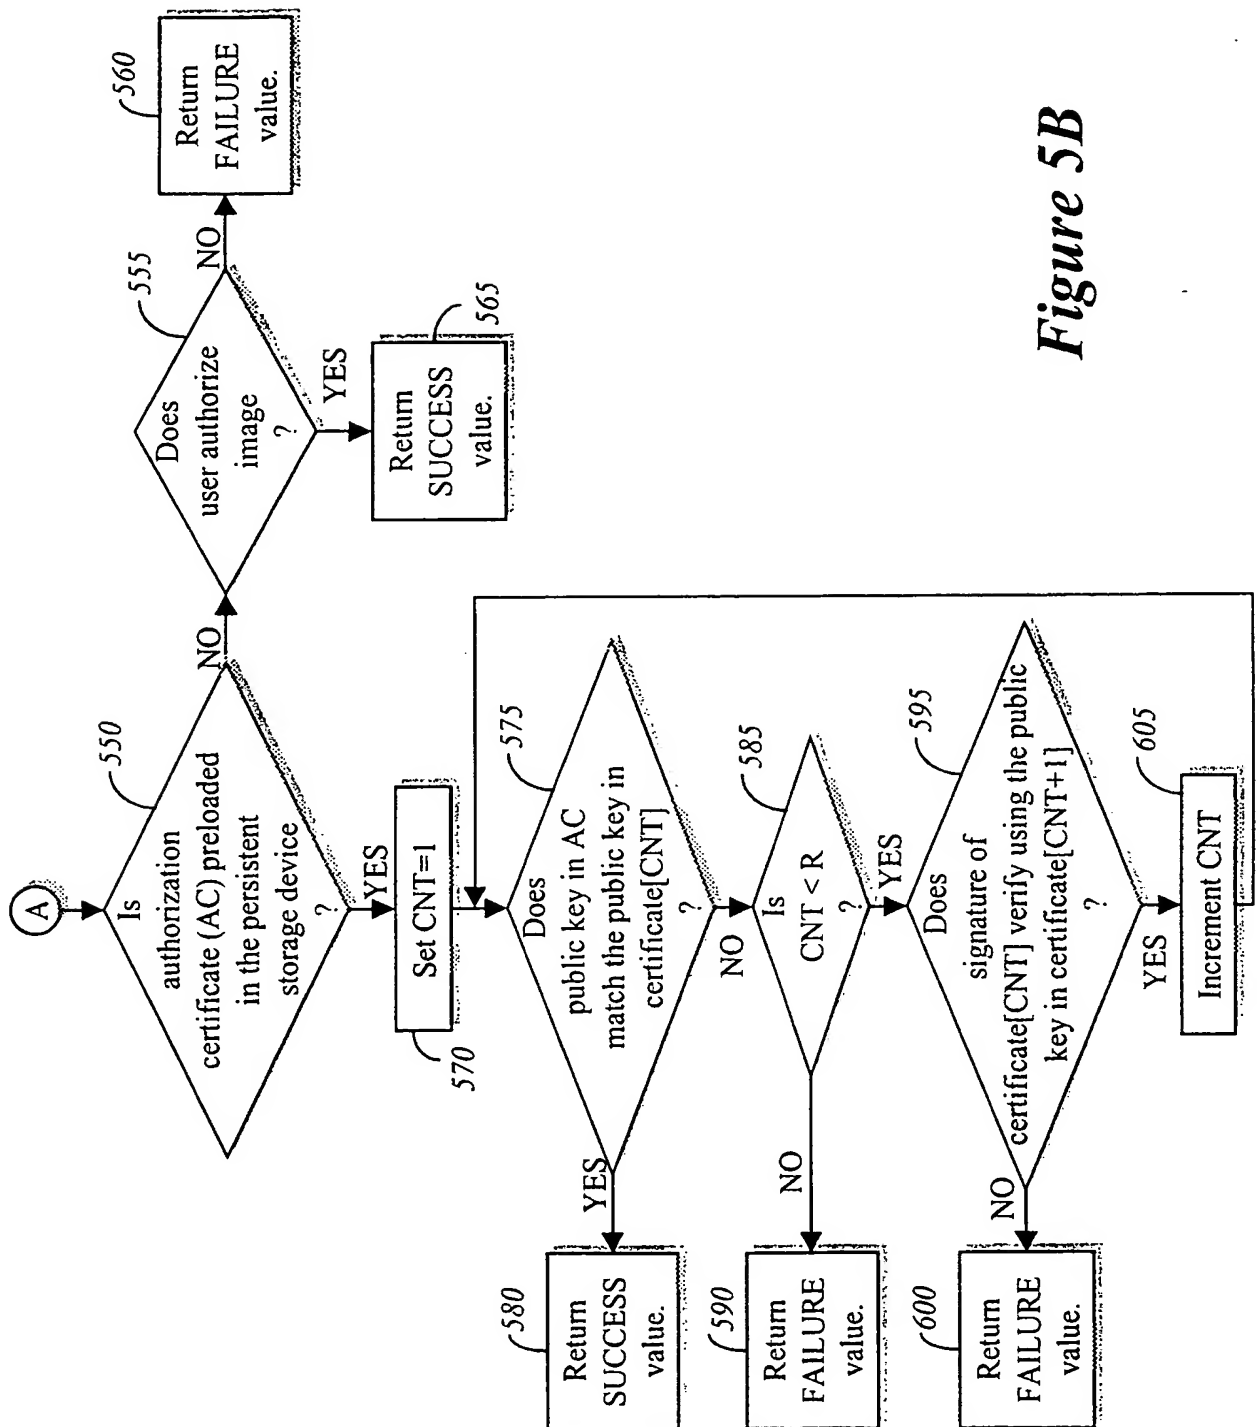 A
550
Is
authorization
certificate (AC) preloaded
in the persistent
storage device
?
NO
YES
555
Does
user authorize
image
?
NO
YES
560
Return
FAILURE
value.
565
Return
SUCCESS
value.
Set CNT=1
570
575
Does
public key in AC
match the public key in
certificate[CNT]
?
YES
NO
580
Return
SUCCESS
value.
585
Is
CNT < R
?
NO
YES
590
Return
FAILURE
value.
595
Does
signature of
certificate[CNT] verify using the public
key in certificate[CNT+1]
?
NO
YES
600
Return
FAILURE
value.
605
Increment CNT
Figure 5B